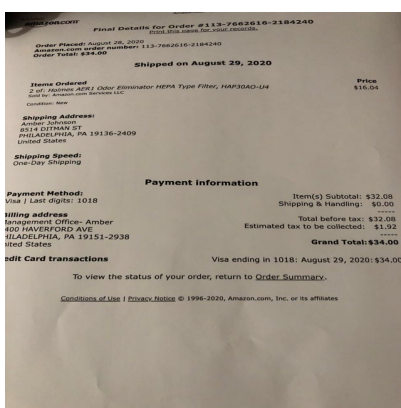 amazon.com
Final Details for Order #113-7662616-2184240
Print this page for your records.
Order Placed: August 28, 2020
Amazon.com order number: 113-7662616-2184240
Order Total: $34.00
Shipped on August 29, 2020
Items Ordered Price
2 of: Holmes AER1 Odor Eliminator HEPA Type Filter, HAP30AO-U4 $16.04
Sold by: Amazon.com Services LLC
Condition: New
Shipping Address:
Amber Johnson
8514 DITMAN ST
PHILADELPHIA, PA 19136-2409
United States
Shipping Speed:
One-Day Shipping
Payment information
Payment Method: Item(s) Subtotal: $32.08
Visa | Last digits: 1018 Shipping & Handling: $0.00
-----
Billing address Total before tax: $32.08
Management Office- Amber Estimated tax to be collected: $1.92
400 HAVERFORD AVE -----
HILADELPHIA, PA 19151-2938 Grand Total: $34.00
nited States
edit Card transactions Visa ending in 1018: August 29, 2020: $34.00
To view the status of your order, return to Order Summary.
Conditions of Use | Privacy Notice © 1996-2020, Amazon.com, Inc. or its affiliates